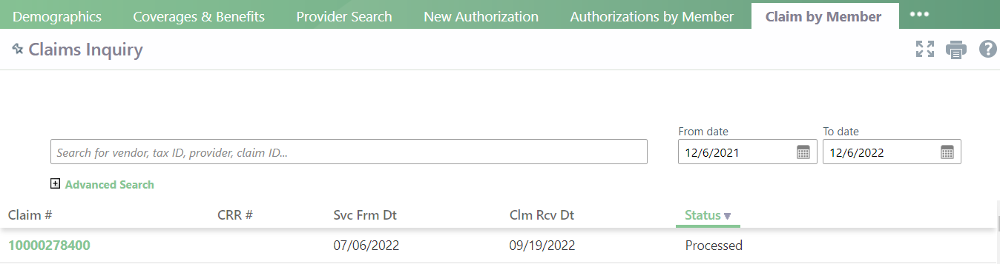 Demographics Coverages & Benefits Provider Search New Authorization Authorizations by Member Claim by Member •••
Claims Inquiry ?
From date To date
Search for vendor, tax ID, provider, claim ID... 12/6/2021 12/6/2022
+ Advanced Search
Claim # CRR # Svc Frm Dt Clm Rcv Dt Status ▼
10000278400 07/06/2022 09/19/2022 Processed